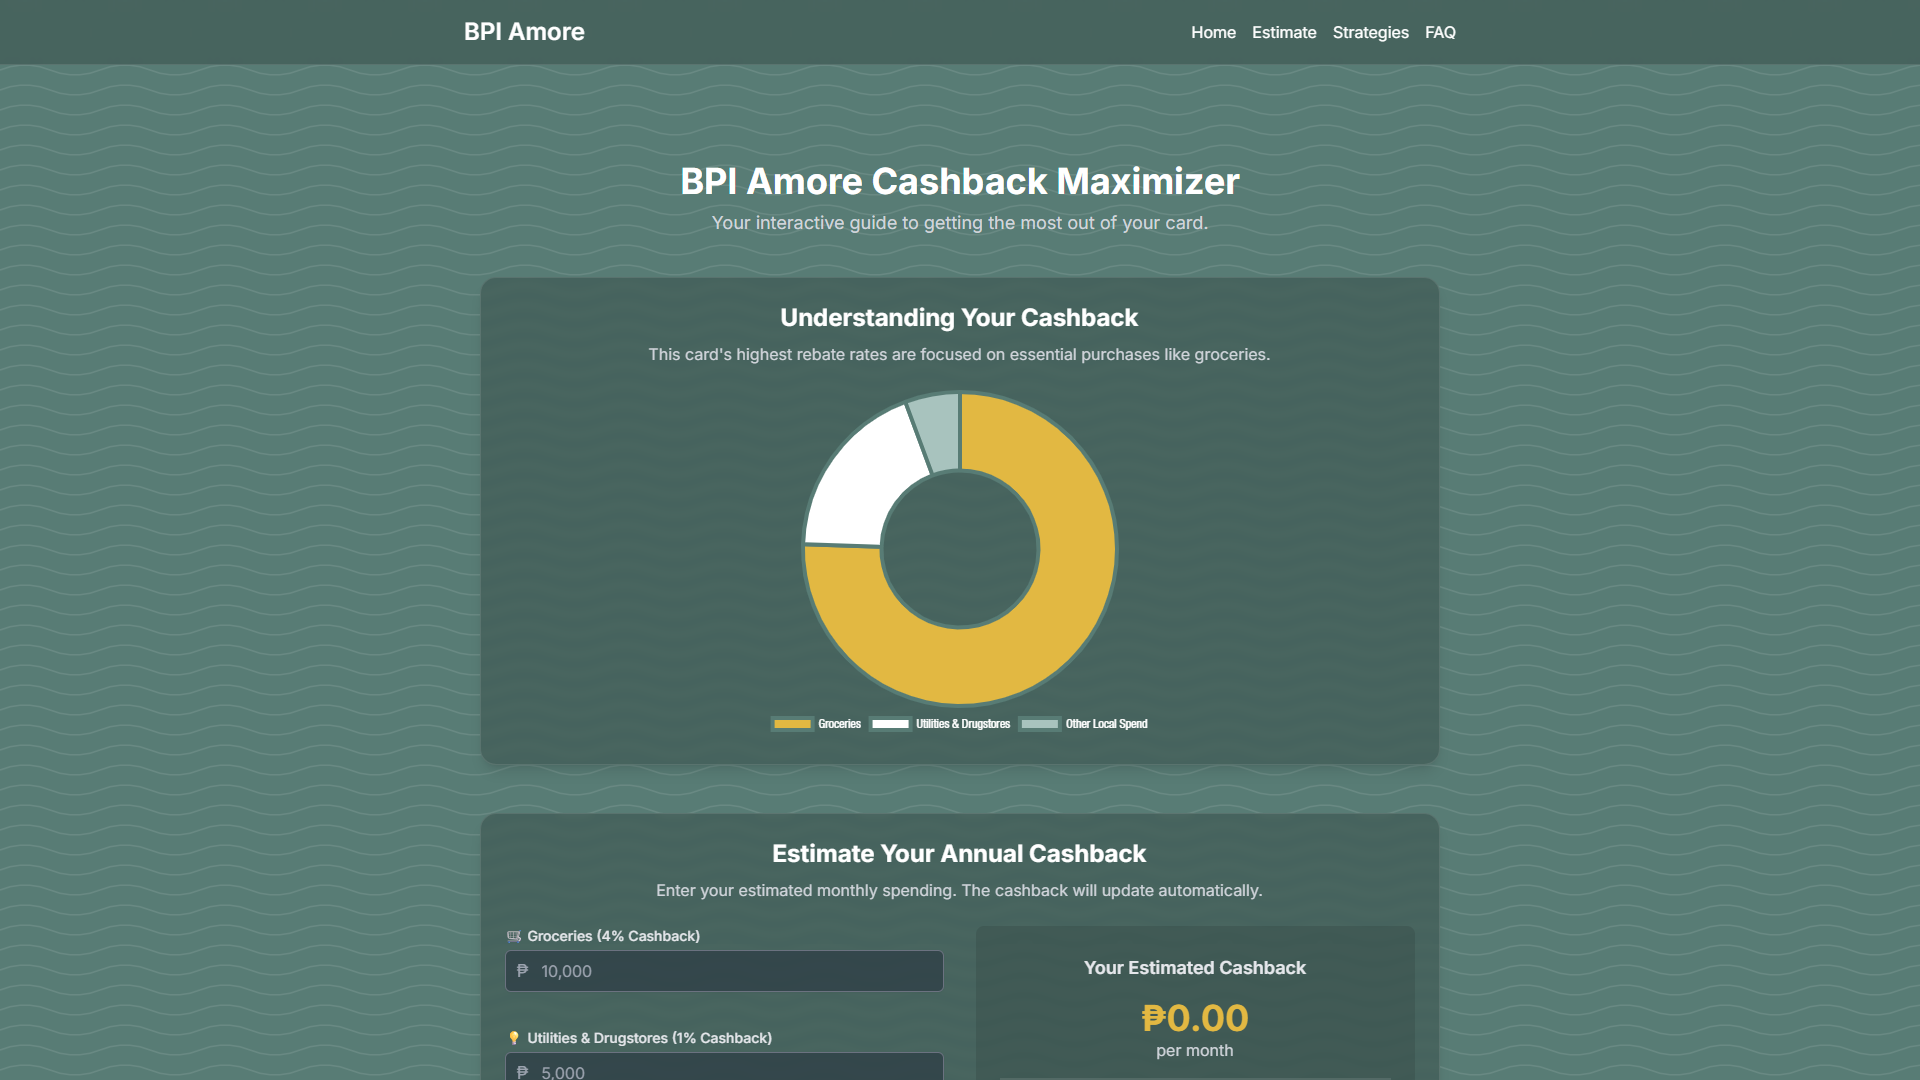 BPI Amore
Home Estimate Strategies FAQ
BPI Amore Cashback Maximizer
Your interactive guide to getting the most out of your card.
Understanding Your Cashback
This card's highest rebate rates are focused on essential purchases like groceries.
Groceries Utilities & Drugstores Other Local Spend
Estimate Your Annual Cashback
Enter your estimated monthly spending. The cashback will update automatically.
🛒 Groceries (4% Cashback)
₱ 10,000
💡 Utilities & Drugstores (1% Cashback)
₱ 5,000
Your Estimated Cashback
₱0.00
per month